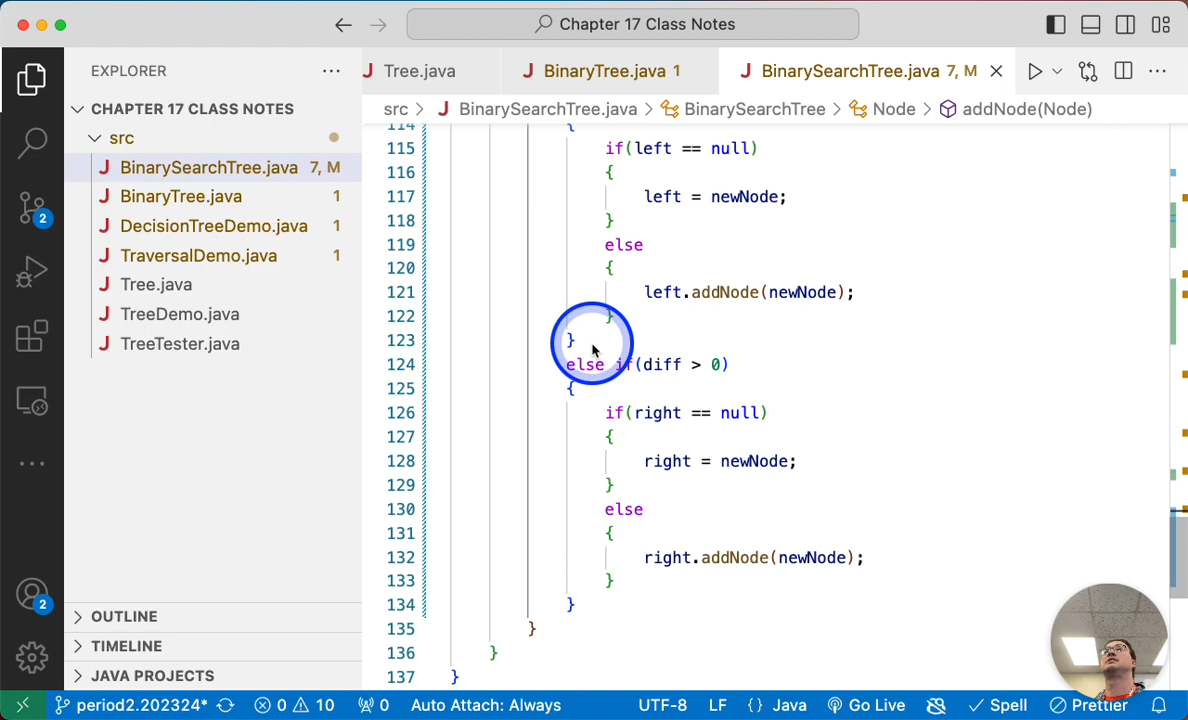 Chapter 17 Class Notes
EXPLORER
Tree.java
BinaryTree.java 1
BinarySearchTree.java 7, M
CHAPTER 17 CLASS NOTES
src > BinarySearchTree.java > BinarySearchTree > Node > addNode(Node)
src
BinarySearchTree.java 7, M
BinaryTree.java 1
DecisionTreeDemo.java 1
TraversalDemo.java 1
Tree.java
TreeDemo.java
TreeTester.java
OUTLINE
TIMELINE
JAVA PROJECTS
2
2
114 {
115 if(left == null)
116 {
117 left = newNode;
118 }
119 else
120 {
121 left.addNode(newNode);
122 }
123 }
124 else if(diff > 0)
125 {
126 if(right == null)
127 {
128 right = newNode;
129 }
130 else
131 {
132 right.addNode(newNode);
133 }
134 }
135 }
136 }
137 }
period2.202324* 0 10 0 Auto Attach: Always UTF-8 LF {} Java Go Live Spell Prettier